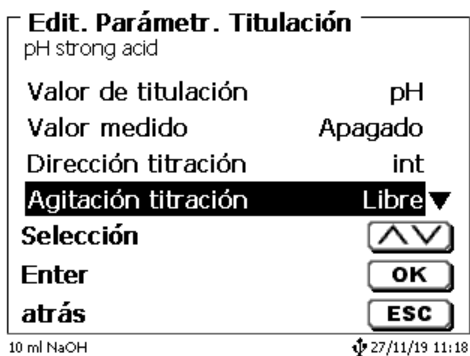 Edit. Parámetr. Titulación
pH strong acid
Valor de titulación pH
Valor medido Apagado
Dirección titración int
Agitación titración Libre
Selección
Enter OK
atrás ESC
10 ml NaOH 27/11/19 11:18